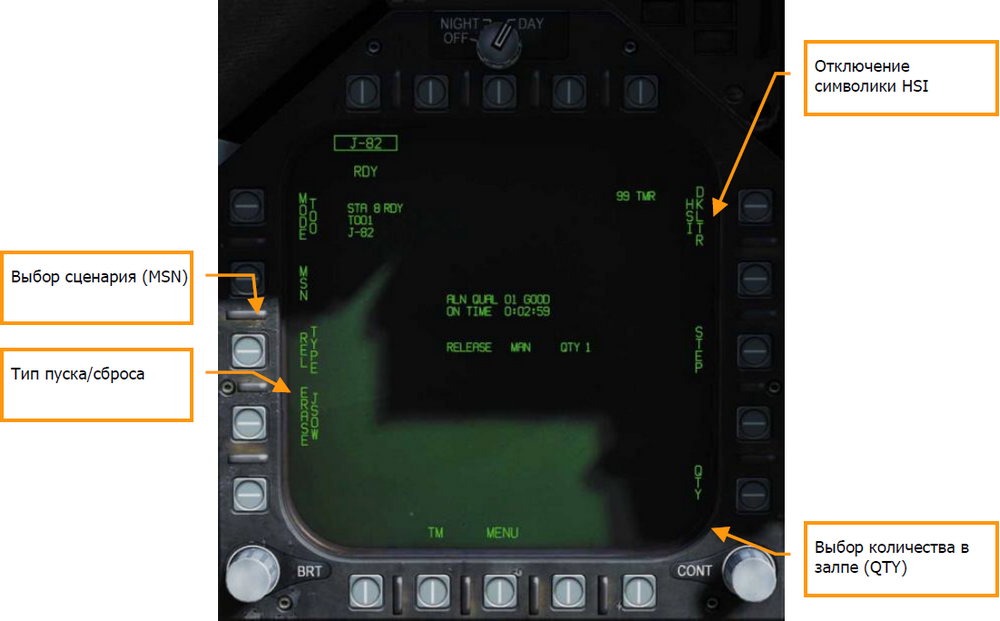 NIGHT DAY
OFF
Отключение
символики HSI
J-82
RDY
MODE TOO
STA 8 RDY
TOO1
J-82
99 TMR
HSI DKLTR
Выбор сценария (MSN)
MSN
ALN QUAL 01 GOOD
ON TIME 0:02:59
REL TYPE
RELEASE MAN QTY 1
STEP
Тип пуска/сброса
ERASE JSOW
QTY
TM MENU
Выбор количества в
залпе (QTY)
BRT
CONT